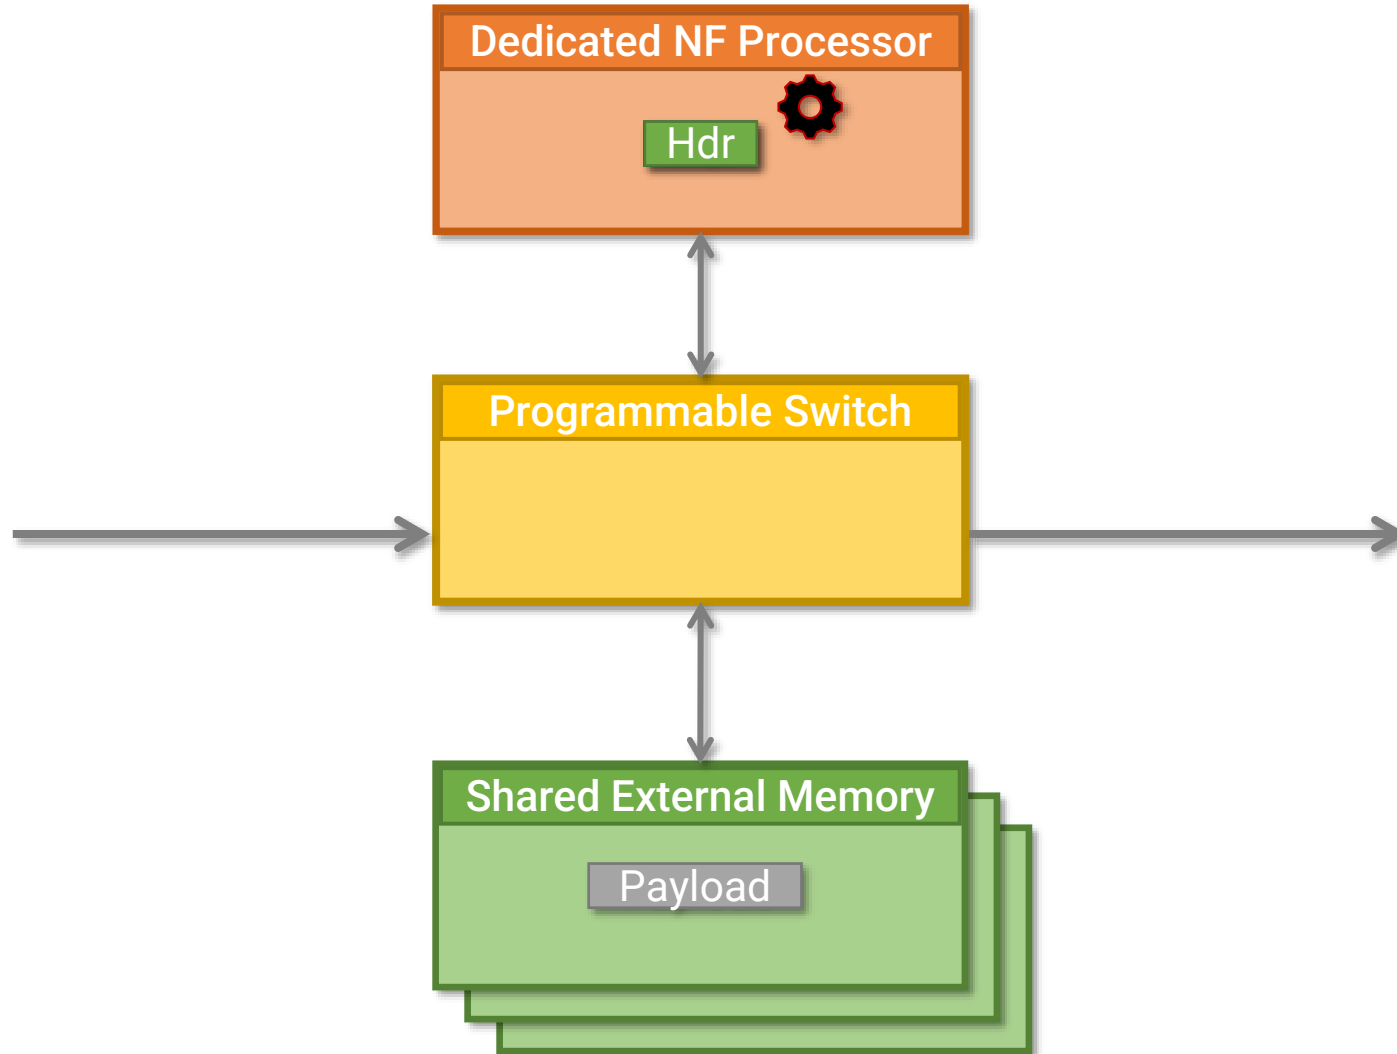 Dedicated NF Processor
Hdr
Programmable Switch
Shared External Memory
Payload